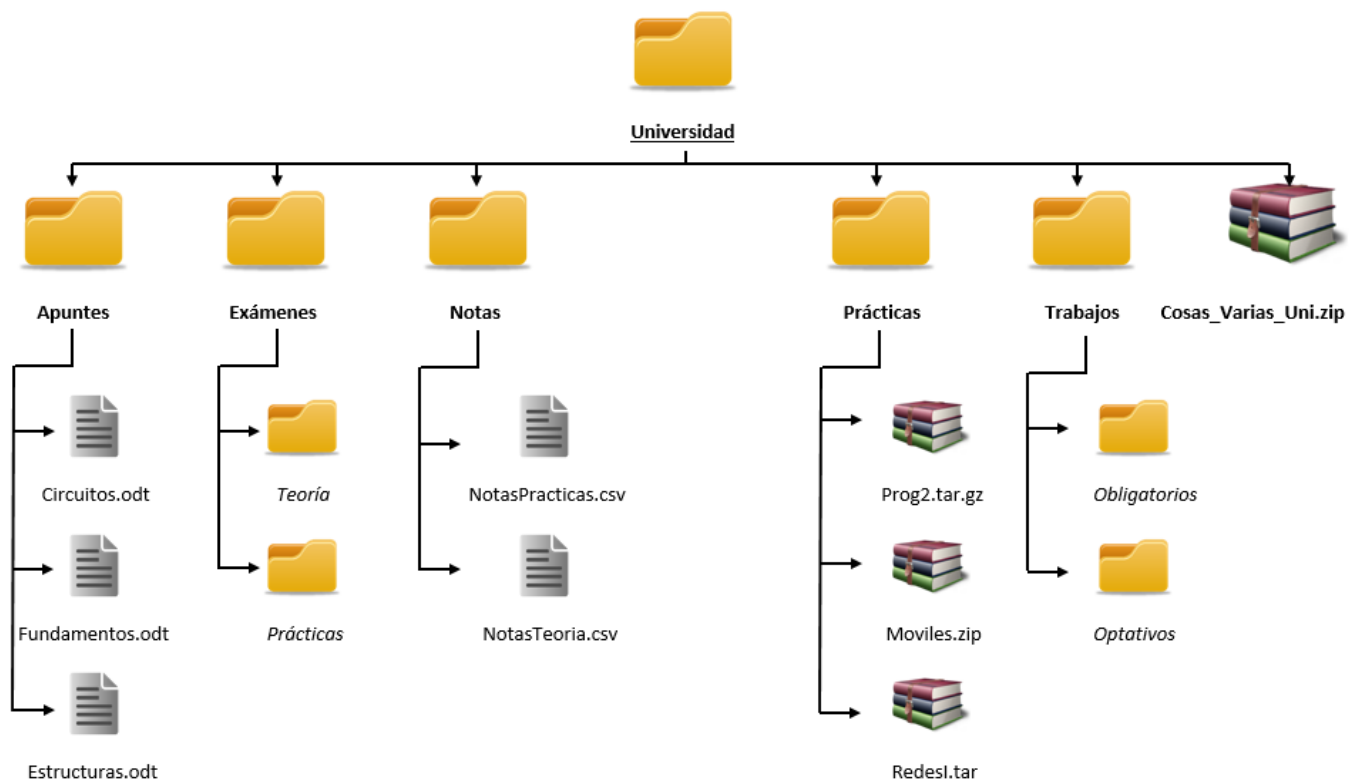 Universidad
Apuntes
Exámenes
Notas
Prácticas
Trabajos
Cosas_Varias_Uni.zip
Circuitos.odt
Teoría
NotasPracticas.csv
Prog2.tar.gz
Obligatorios
Fundamentos.odt
Prácticas
NotasTeoria.csv
Moviles.zip
Optativos
Estructuras.odt
RedesI.tar